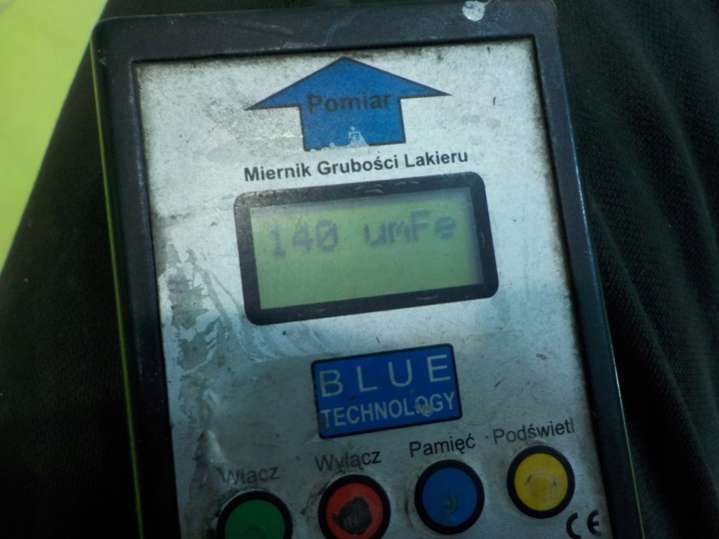 Pomiar
Miernik Grubości Lakieru
140 umFe
BLUE
TECHNOLOGY
Włącz Wyłącz Pamięć Podświetl
CE